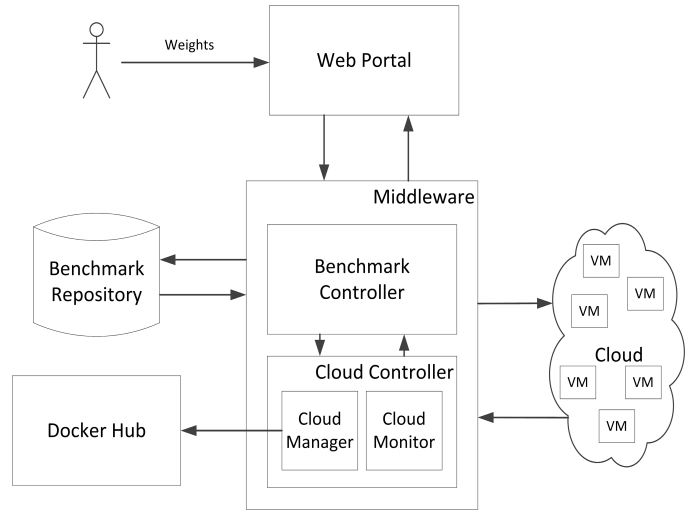 Weights
Web Portal
Middleware
Benchmark
Repository
Benchmark
Controller
VM
VM
VM
Cloud
VM
VM
VM
Cloud Controller
Cloud
Manager
Cloud
Monitor
Docker Hub